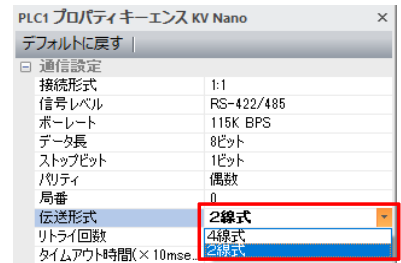 PLC1 プロパティ キーエンス KV Nano
デフォルトに戻す
通信設定
接続形式 1:1
信号レベル RS-422/485
ボーレート 115K BPS
データ長 8ビット
ストップビット 1ビット
パリティ 偶数
局番 0
伝送形式 2線式
リトライ回数 4線式
タイムアウト時間(×10mse... 2線式